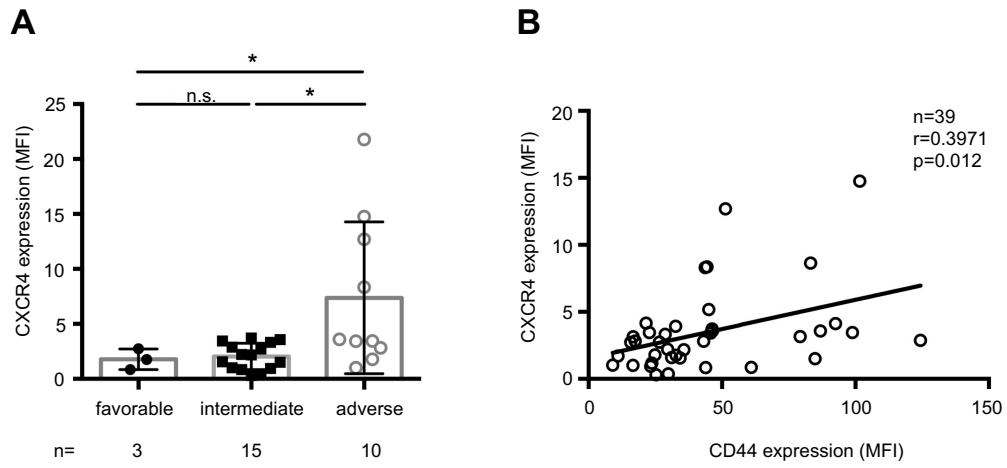 A
*
n.s. *
CXCR4 expression (MFI)
25
20
15
10
5
0
favorable intermediate adverse
n= 3 15 10
B
CXCR4 expression (MFI)
20
15
10
5
0
n=39
r=0.3971
p=0.012
0 50 100 150
CD44 expression (MFI)